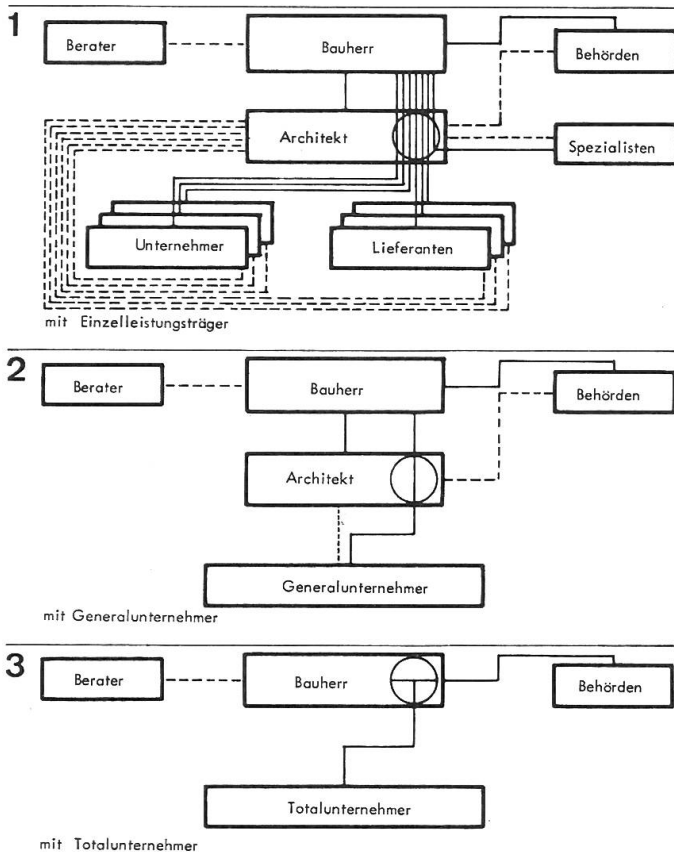 1
Berater
Bauherr
Behörden
Architekt
Spezialisten
Unternehmer
Lieferanten
mit Einzelleistungsträger
2
Berater
Bauherr
Behörden
Architekt
Generalunternehmer
mit Generalunternehmer
3
Berater
Bauherr
Behörden
Totalunternehmer
mit Totalunternehmer